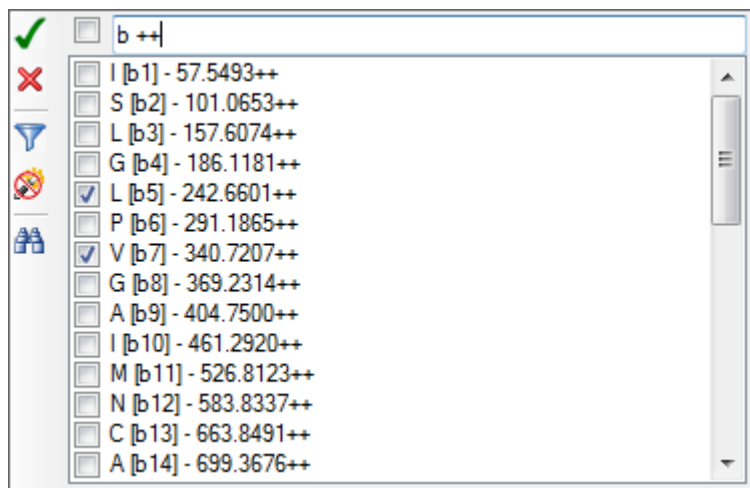 b ++
I [b1] - 57.5493++
S [b2] - 101.0653++
L [b3] - 157.6074++
G [b4] - 186.1181++
L [b5] - 242.6601++
P [b6] - 291.1865++
V [b7] - 340.7207++
G [b8] - 369.2314++
A [b9] - 404.7500++
I [b10] - 461.2920++
M [b11] - 526.8123++
N [b12] - 583.8337++
C [b13] - 663.8491++
A [b14] - 699.3676++